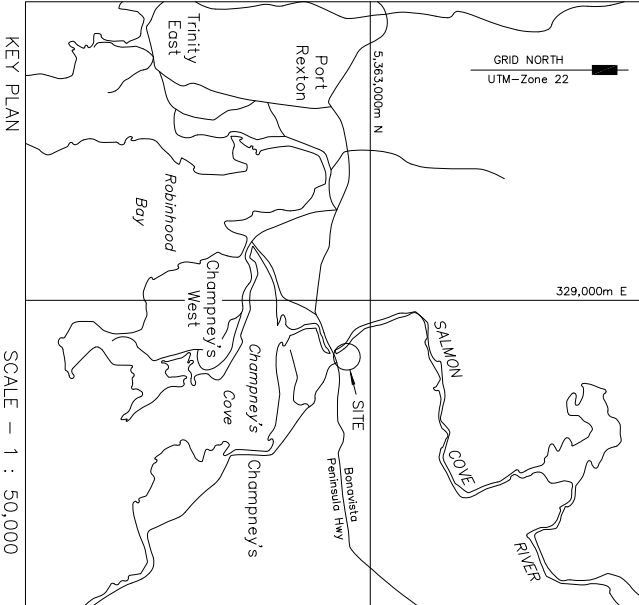 GRID NORTH
UTM-Zone 22
5,363,000m N
329,000m E
Trinity
East
Port
Rexton
Robinhood
Bay
Champney's
West
Champney's
Cove
Champney's
SITE
Bonavista
Peninsula Hwy
SALMON
COVE
RIVER
KEY PLAN
SCALE - 1 : 50,000